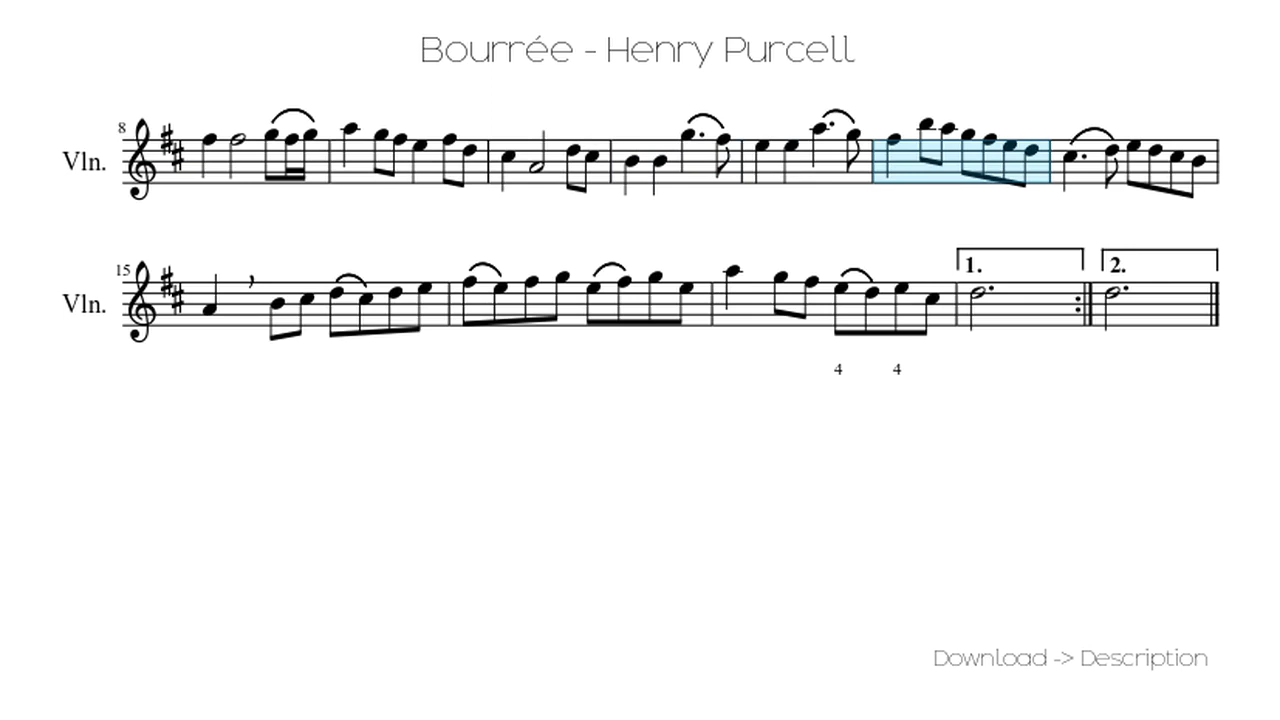 Bourrée - Henry Purcell
8
Vln.
15
Vln.
1.
2.
4 4
Download -> Description